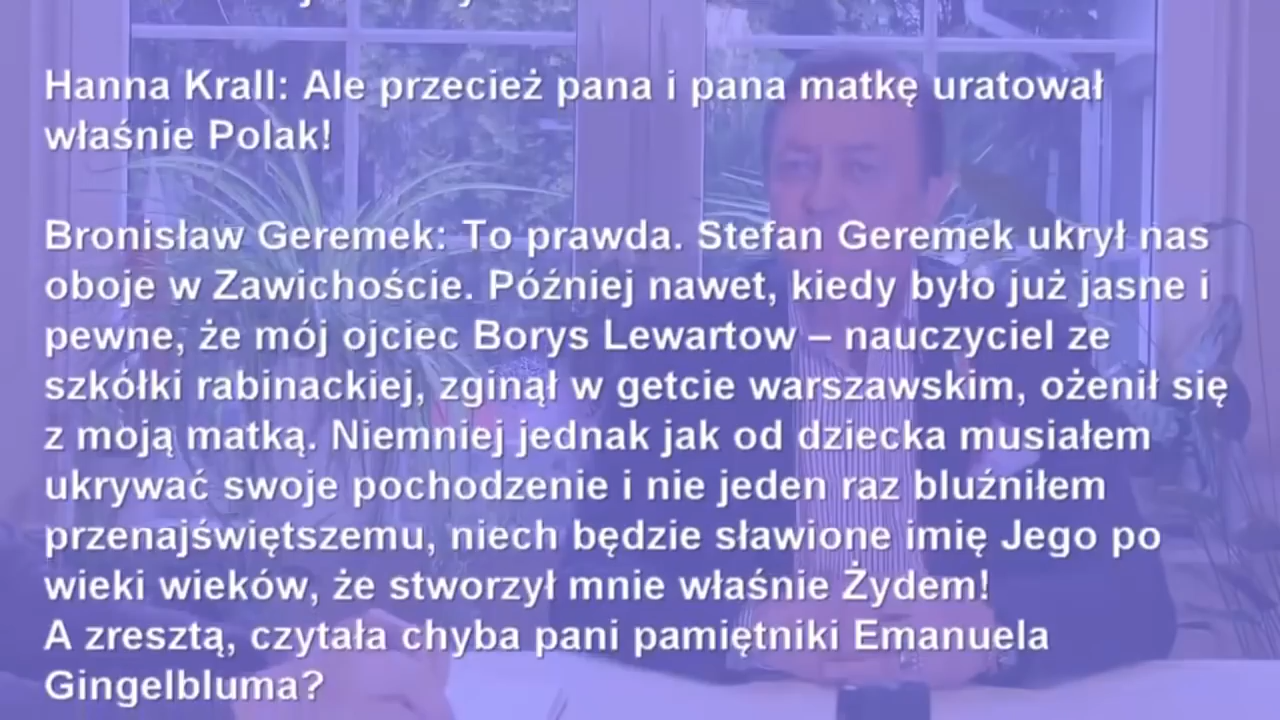 Hanna Krall: Ale przecież pana i pana matkę uratował
właśnie Polak!
Bronisław Geremek: To prawda. Stefan Geremek ukrył nas
oboje w Zawichoście. Później nawet, kiedy było już jasne i
pewne, że mój ojciec Borys Lewartow – nauczyciel ze
szkółki rabinackiej, zginął w getcie warszawskim, ożenił się
z moją matką. Niemniej jednak jak od dziecka musiałem
ukrywać swoje pochodzenie i nie jeden raz bluźniłem
przenajświętszemu, niech będzie sławione imię Jego po
wieki wieków, że stworzył mnie właśnie Żydem!
A zresztą, czytała chyba pani pamiętniki Emanuela
Gingelbluma?